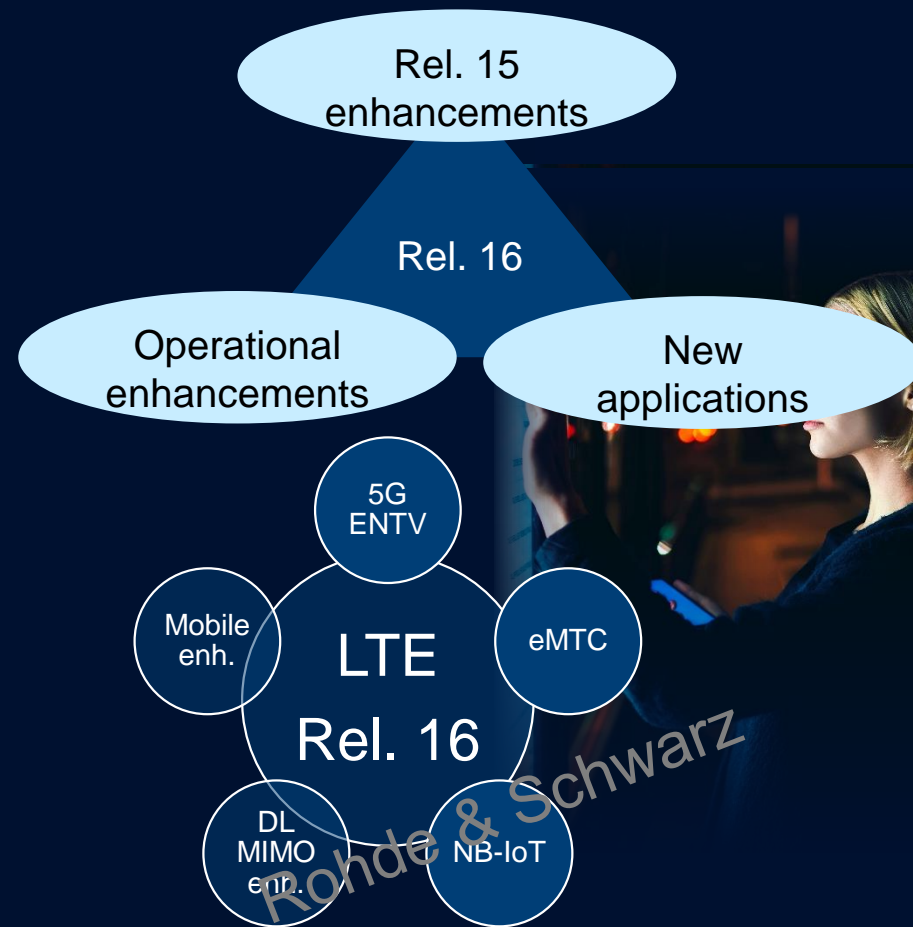 Rel. 15
enhancements
Rel. 16
Operational
enhancements
New
applications
5G
ENTV
Mobile
enh.
eMTC
LTE
Rel. 16
DL
MIMO
enh.
NB-IoT
Rohde & Schwarz